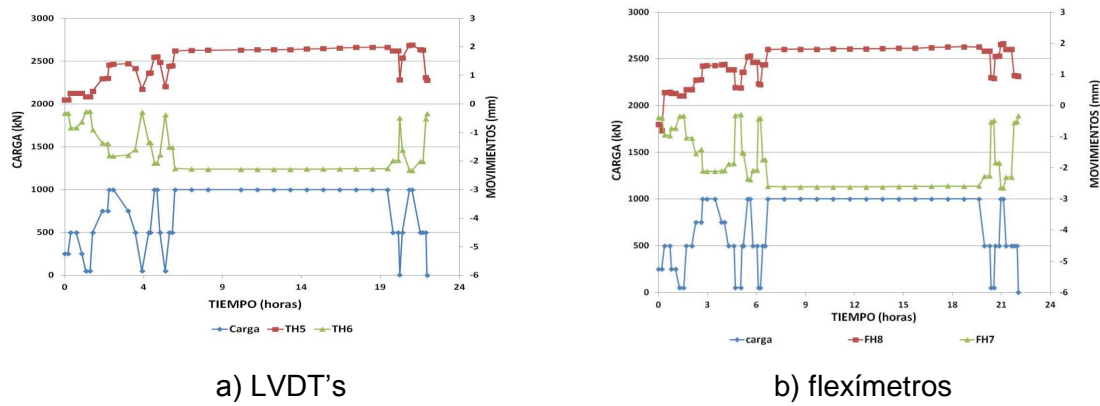 3000
2500
2000
1500
1000
500
0
CARGA (kN)
3
2
1
0
-1
-2
-3
-4
-5
-6
MOVIMIENTOS (mm)
0 4 9 14 19 24
TIEMPO (horas)
Carga TH5 TH6
a) LVDT's
3000
2500
2000
1500
1000
500
0
CARGA (kN)
3
2
1
0
-1
-2
-3
-4
-5
-6
MOVIMIENTOS (mm)
0 3 6 9 12 15 18 21 24
TIEMPO (horas)
carga FH8 FH7
b) flexímetros